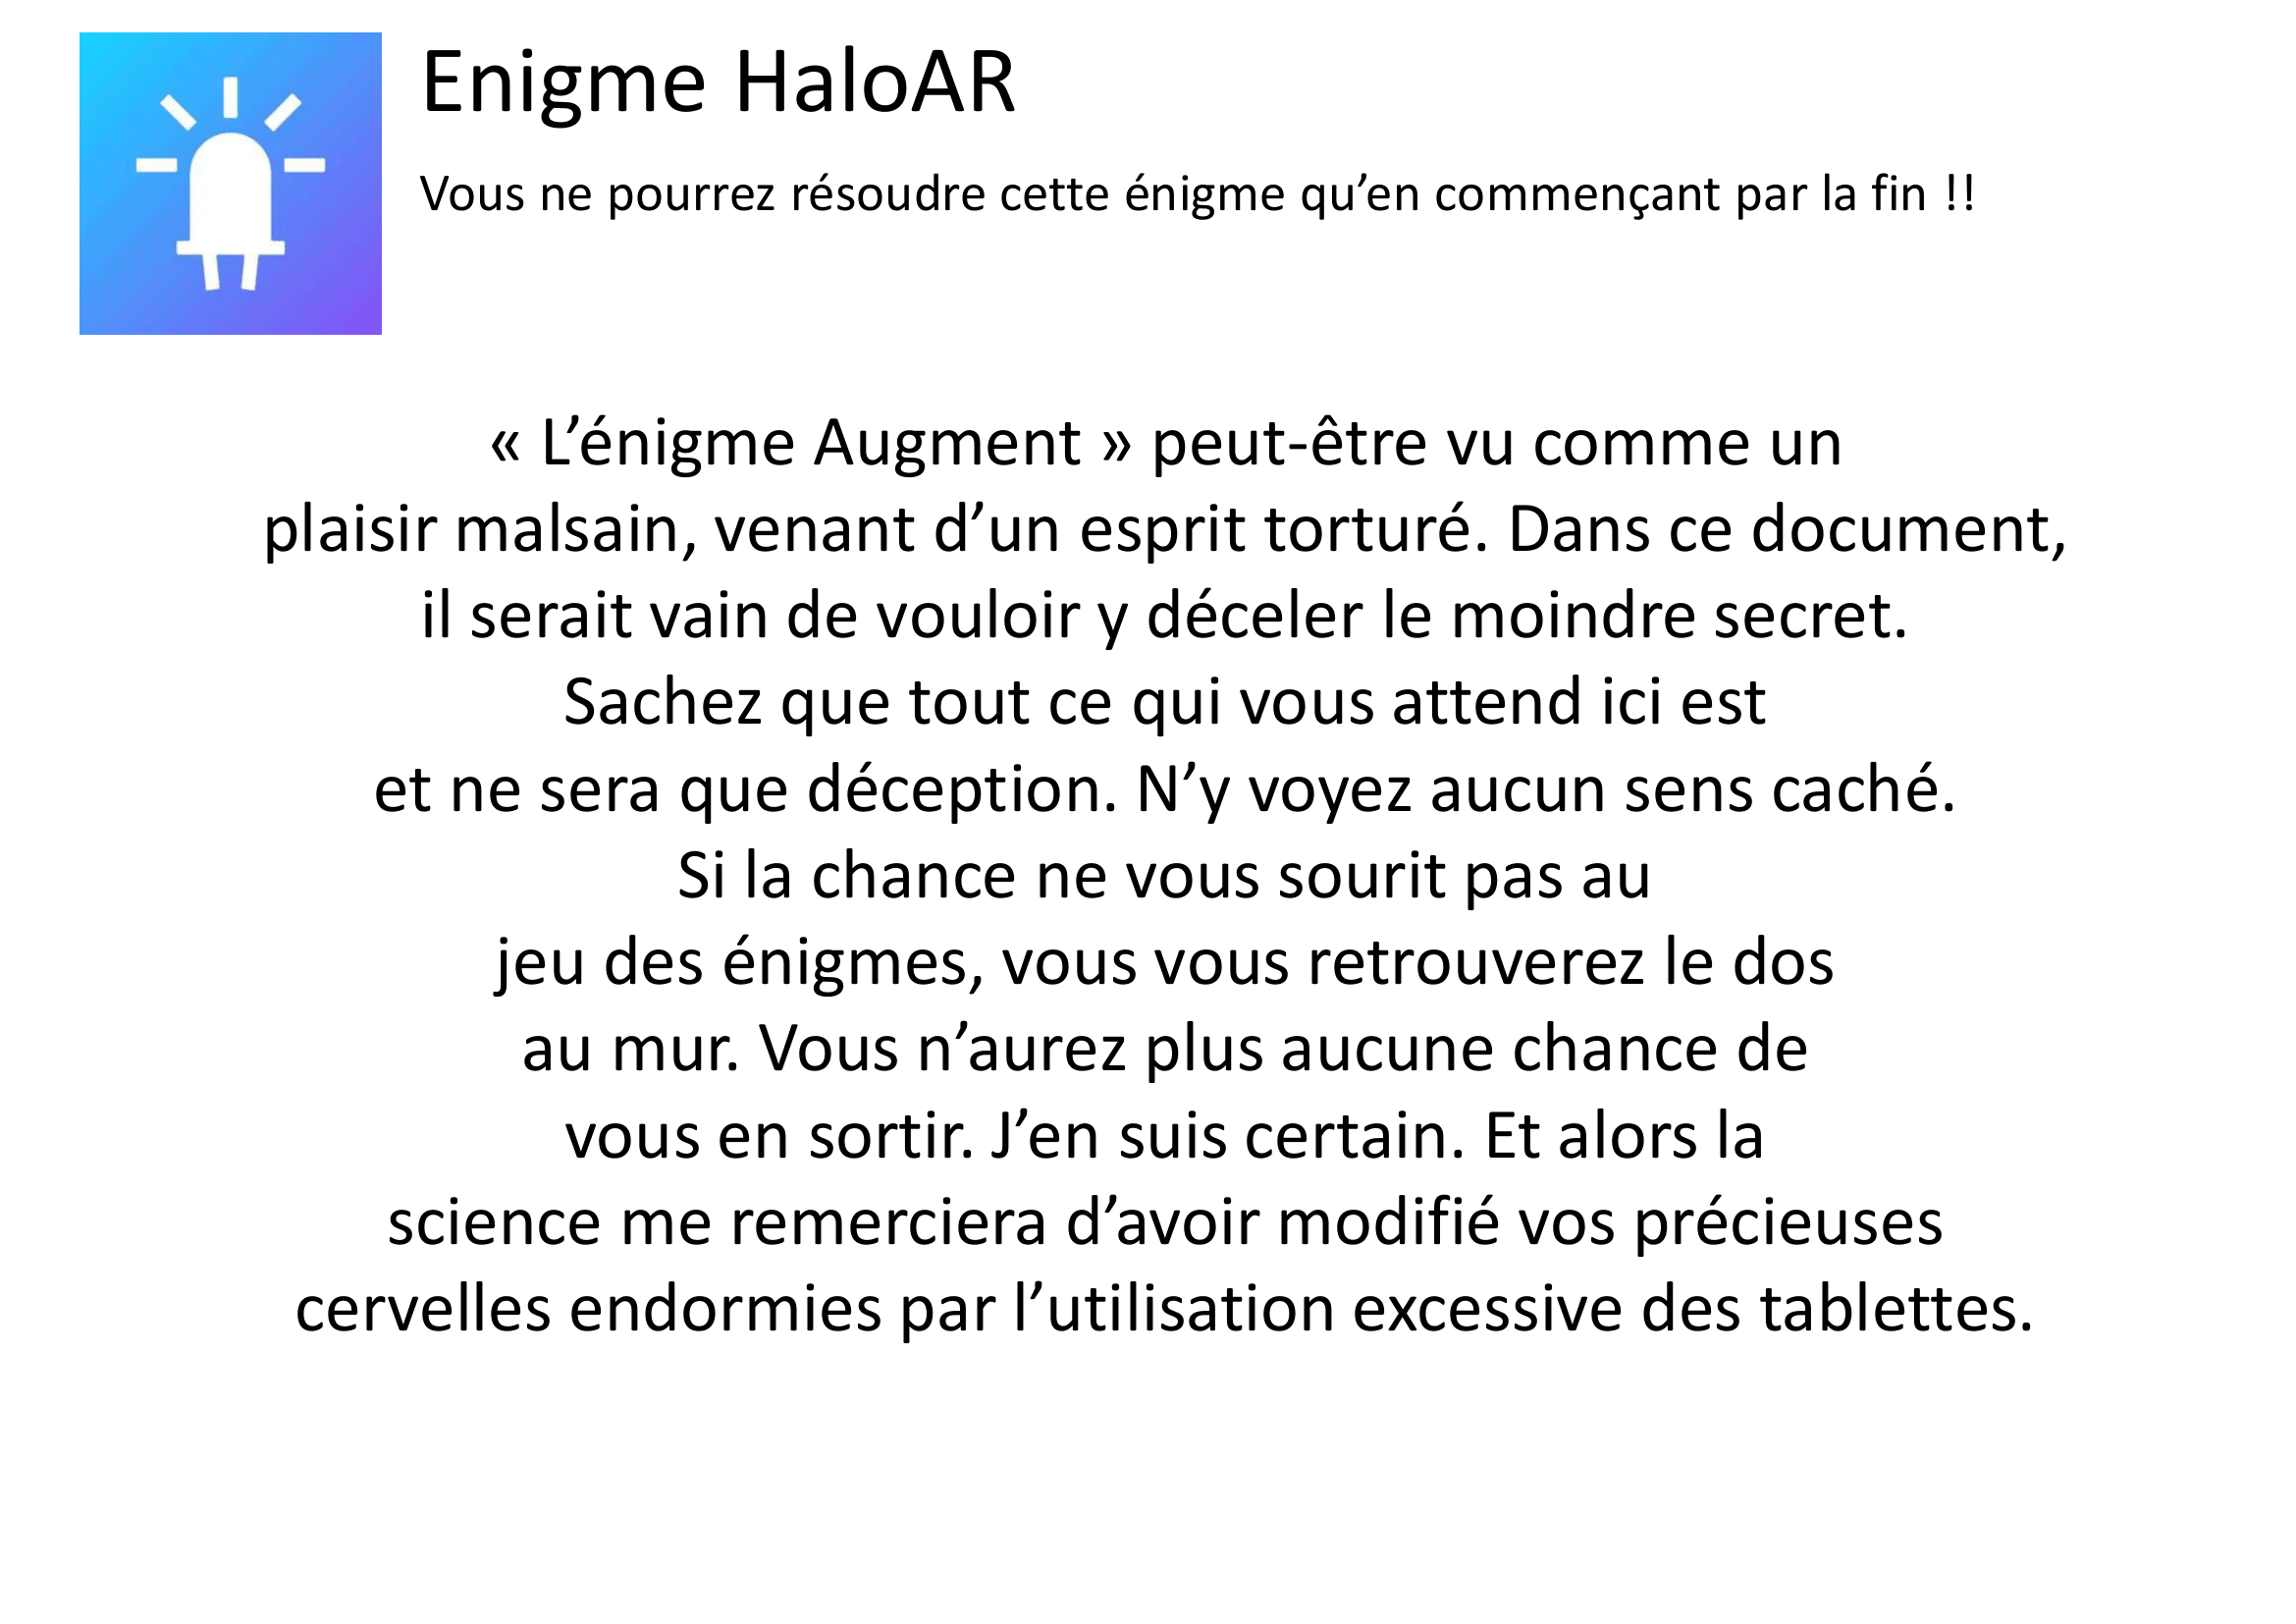 Enigme HaloAR
Vous ne pourrez résoudre cette énigme qu’en commençant par la fin !!
« L’énigme Augment » peut-être vu comme un
plaisir malsain, venant d’un esprit torturé. Dans ce document,
il serait vain de vouloir y déceler le moindre secret.
Sachez que tout ce qui vous attend ici est
et ne sera que déception. N’y voyez aucun sens caché.
Si la chance ne vous sourit pas au
jeu des énigmes, vous vous retrouverez le dos
au mur. Vous n’aurez plus aucune chance de
vous en sortir. J’en suis certain. Et alors la
science me remerciera d’avoir modifié vos précieuses
cervelles endormies par l’utilisation excessive des tablettes.